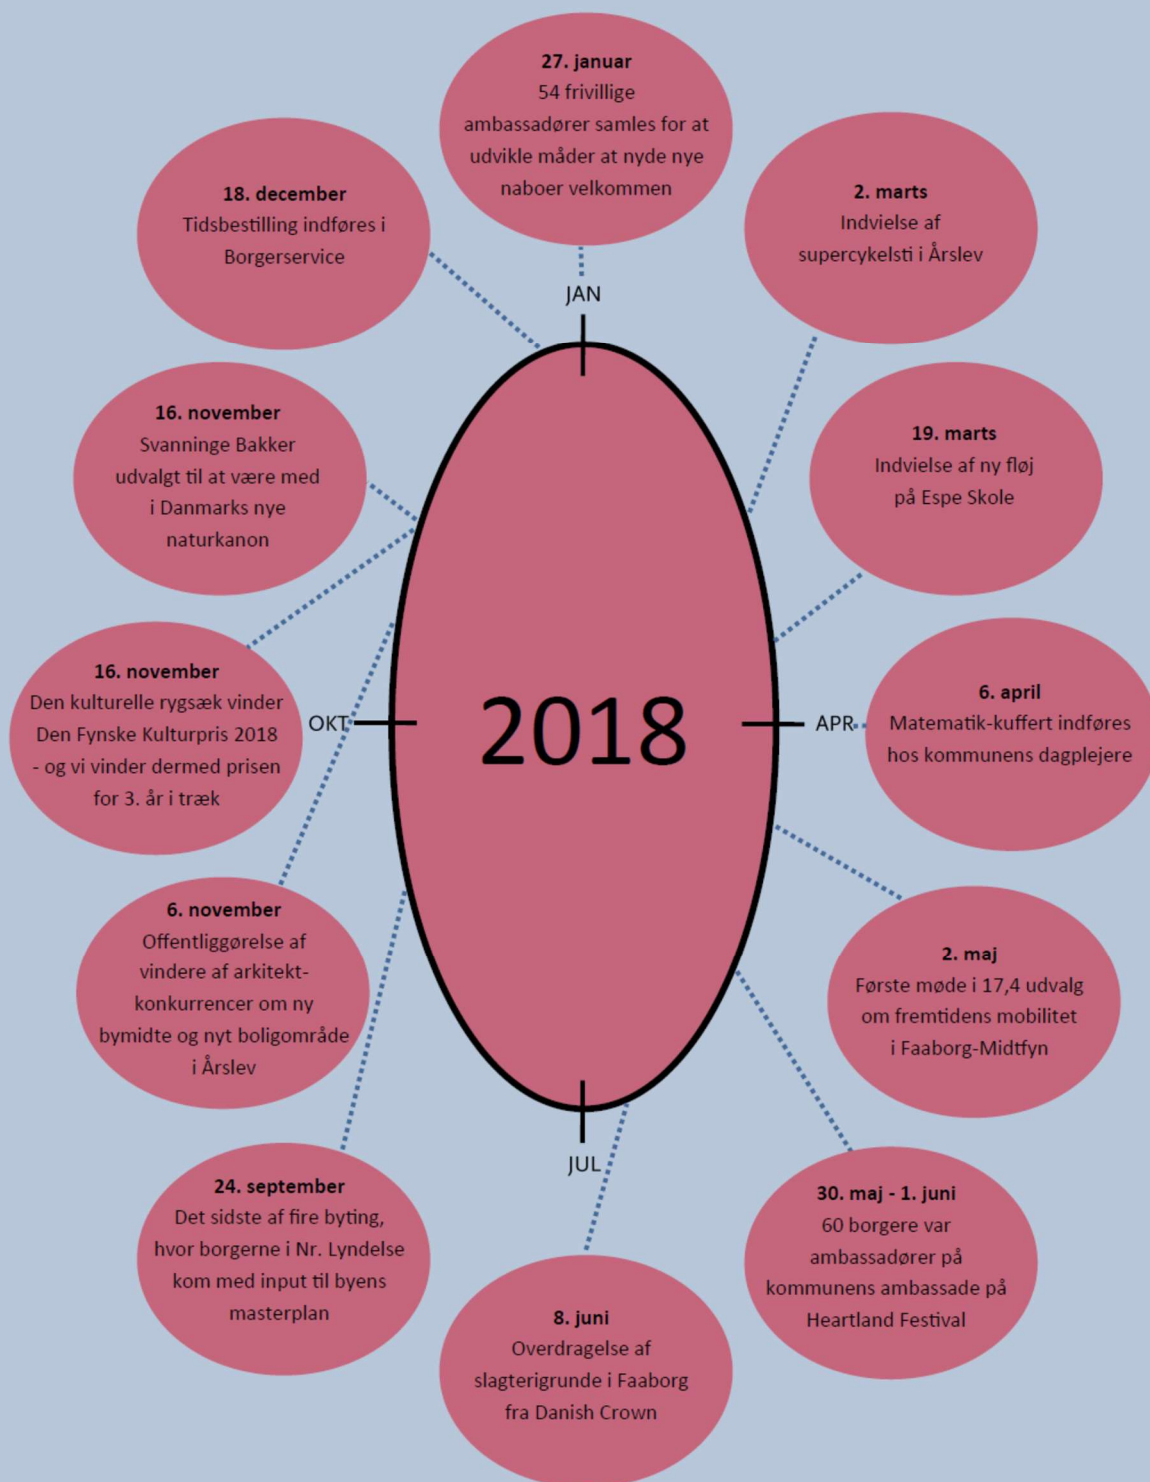 27. januar
54 frivillige
ambassadører samles for at
udvikle måder at nyde nye
naboer velkommen
2. marts
Indvielse af
supercykelsti i Årslev
19. marts
Indvielse af ny fløj
på Espe Skole
6. april
Matematik-kuffert indføres
hos kommunens dagplejere
2. maj
Første møde i 17,4 udvalg
om fremtidens mobilitet
i Faaborg-Midtfyn
30. maj - 1. juni
60 borgere var
ambassadører på
kommunens ambassade på
Heartland Festival
8. juni
Overdragelse af
slagterigrunde i Faaborg
fra Danish Crown
24. september
Det sidste af fire byting,
hvor borgerne i Nr. Lyndelse
kom med input til byens
masterplan
6. november
Offentliggørelse af
vindere af arkitekt-
konkurrencer om ny
bymidte og nyt boligområde
i Årslev
16. november
Den kulturelle rygsæk vinder
Den Fynske Kulturpris 2018
- og vi vinder dermed prisen
for 3. år i træk
16. november
Svanninge Bakker
udvalgt til at være med
i Danmarks nye
naturkanon
18. december
Tidsbestilling indføres i
Borgerservice
JAN
APR
JUL
OKT
2018